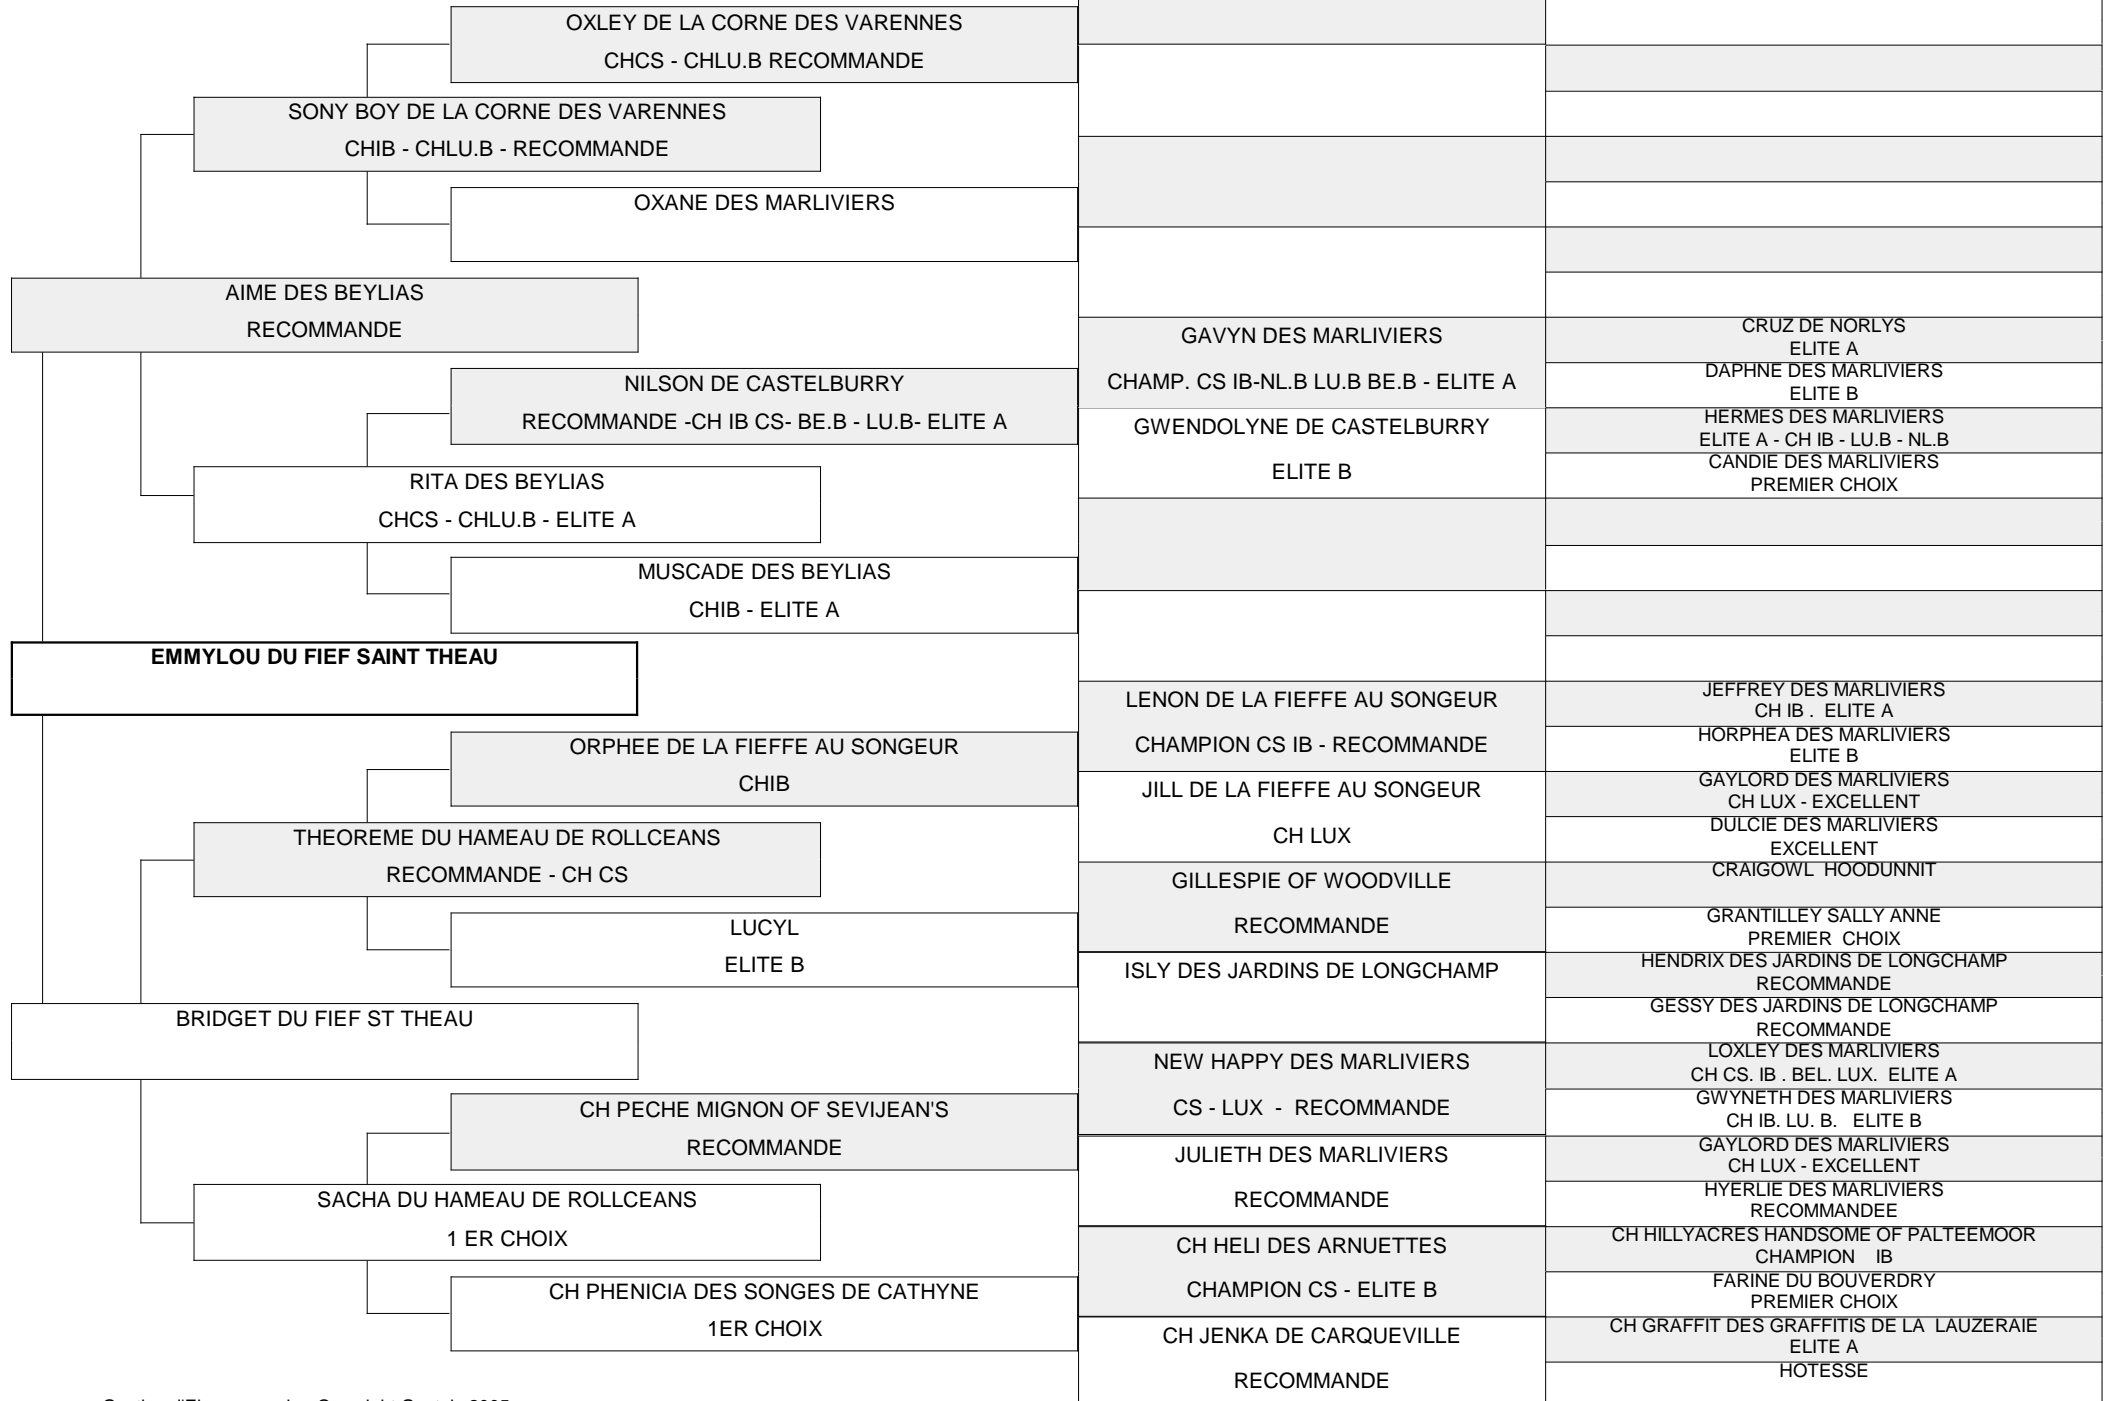 OXLEY DE LA CORNE DES VARENNES
CHCS - CHLU.B RECOMMANDE
SONY BOY DE LA CORNE DES VARENNES
CHIB - CHLU.B - RECOMMANDE
OXANE DES MARLIVIERS
AIME DES BEYLIAS
RECOMMANDE
NILSON DE CASTELBURRY
RECOMMANDE -CH IB CS- BE.B - LU.B- ELITE A
RITA DES BEYLIAS
CHCS - CHLU.B - ELITE A
MUSCADE DES BEYLIAS
CHIB - ELITE A
EMMYLOU DU FIEF SAINT THEAU
ORPHEE DE LA FIEFFE AU SONGEUR
CHIB
THEOREME DU HAMEAU DE ROLLCEANS
RECOMMANDE - CH CS
LUCYL
ELITE B
BRIDGET DU FIEF ST THEAU
CH PECHE MIGNON OF SEVIJEAN'S
RECOMMANDE
SACHA DU HAMEAU DE ROLLCEANS
1 ER CHOIX
CH PHENICIA DES SONGES DE CATHYNE
1ER CHOIX
GAVYN DES MARLIVIERS
CHAMP. CS IB-NL.B LU.B BE.B - ELITE A
GWENDOLYNE DE CASTELBURRY
ELITE B
LENON DE LA FIEFFE AU SONGEUR
CHAMPION CS IB - RECOMMANDE
JILL DE LA FIEFFE AU SONGEUR
CH LUX
GILLESPIE OF WOODVILLE
RECOMMANDE
ISLY DES JARDINS DE LONGCHAMP
NEW HAPPY DES MARLIVIERS
CS - LUX - RECOMMANDE
JULIETH DES MARLIVIERS
RECOMMANDE
CH HELI DES ARNUETTES
CHAMPION CS - ELITE B
CH JENKA DE CARQUEVILLE
RECOMMANDE
CRUZ DE NORLYS
ELITE A
DAPHNE DES MARLIVIERS
ELITE B
HERMES DES MARLIVIERS
ELITE A - CH IB - LU.B - NL.B
CANDIE DES MARLIVIERS
PREMIER CHOIX
JEFFREY DES MARLIVIERS
CH IB . ELITE A
HORPHEA DES MARLIVIERS
ELITE B
GAYLORD DES MARLIVIERS
CH LUX - EXCELLENT
DULCIE DES MARLIVIERS
EXCELLENT
CRAIGOWL HOODUNNIT
GRANTILLEY SALLY ANNE
PREMIER CHOIX
HENDRIX DES JARDINS DE LONGCHAMP
RECOMMANDE
GESSY DES JARDINS DE LONGCHAMP
RECOMMANDE
LOXLEY DES MARLIVIERS
CH CS. IB . BEL. LUX. ELITE A
GWYNETH DES MARLIVIERS
CH IB. LU. B. ELITE B
GAYLORD DES MARLIVIERS
CH LUX - EXCELLENT
HYERLIE DES MARLIVIERS
RECOMMANDEE
CH HILLYACRES HANDSOME OF PALTEEMOOR
CHAMPION IB
FARINE DU BOUVERDRY
PREMIER CHOIX
CH GRAFFIT DES GRAFFITIS DE LA LAUZERAIE
ELITE A
HOTESSE